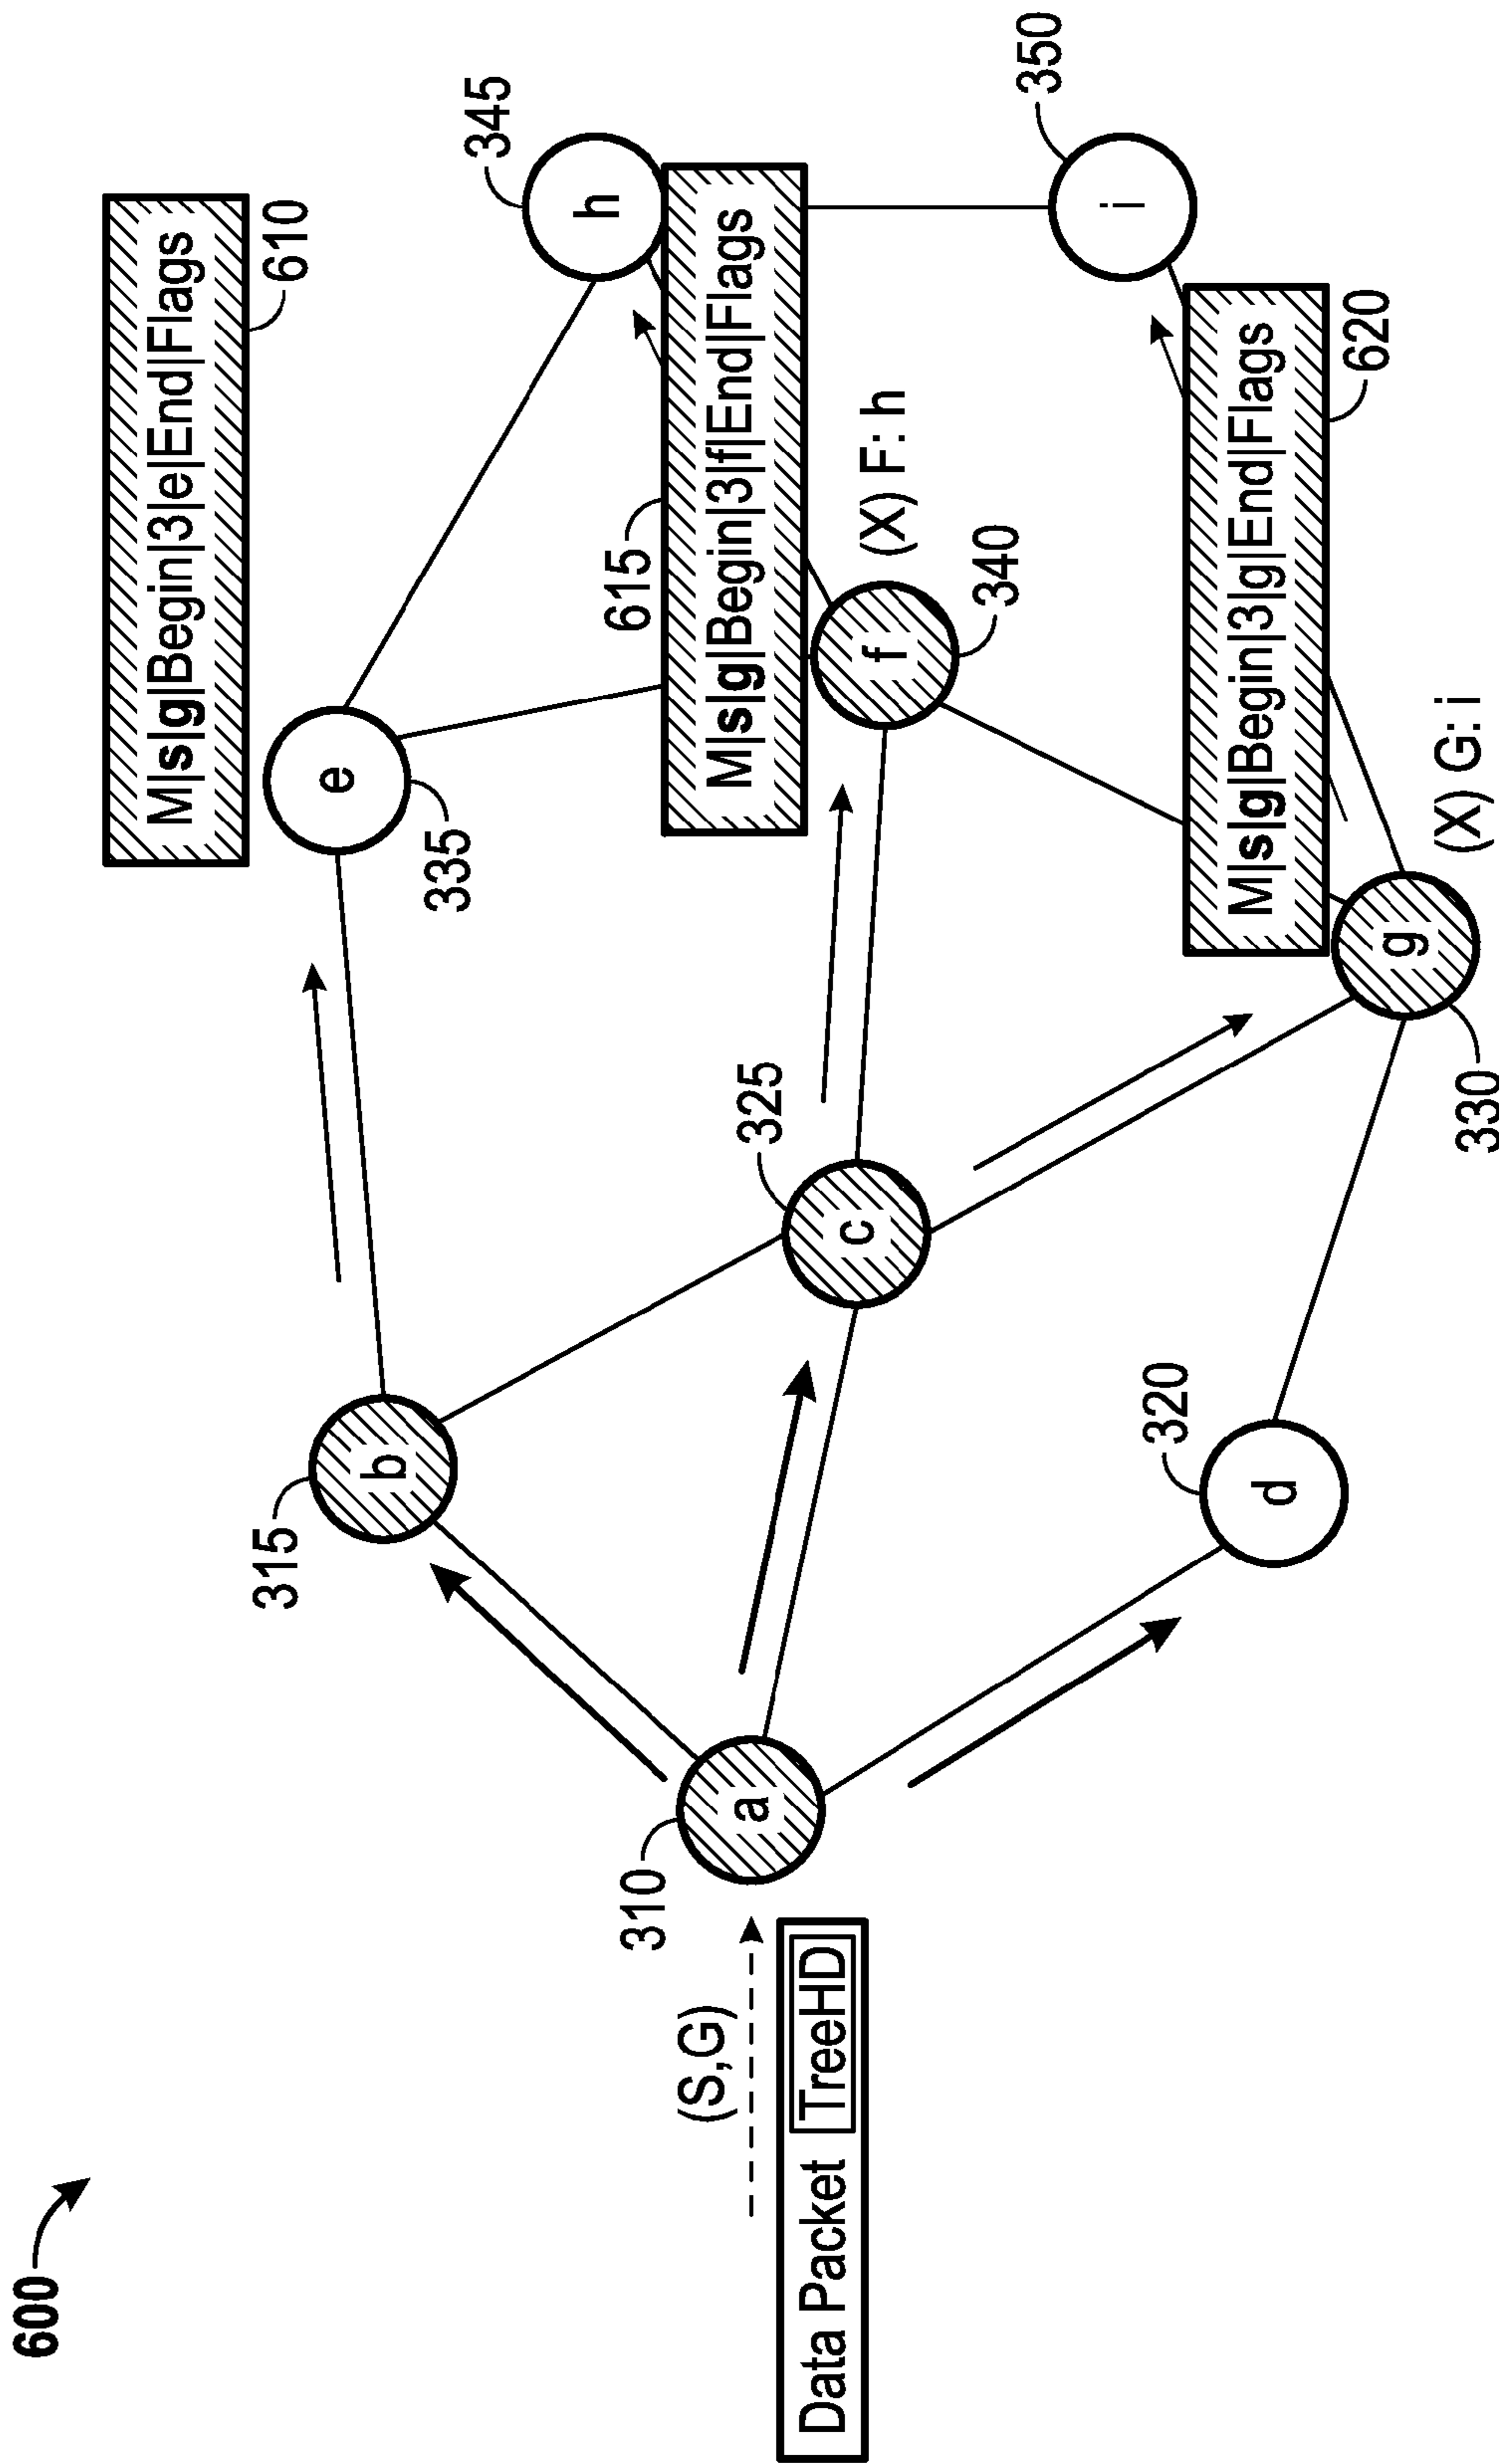 600
M|s|g|Begin|3|e|End|Flags
610
345
h
e
335
315
b
615
M|s|g|Begin|3|f|End|Flags
(X) F: h
f
340
350
i
325
c
310
a
(S,G)
Data Packet TreeHD
320
d
M|s|g|Begin|3|g|End|Flags
620
g
330
(X) G: i